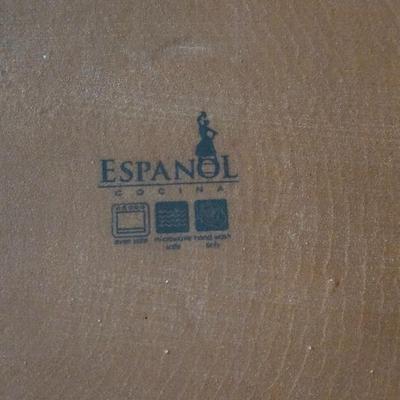 ESPANOL
COCINA
oven safe
microwave safe
hand wash only